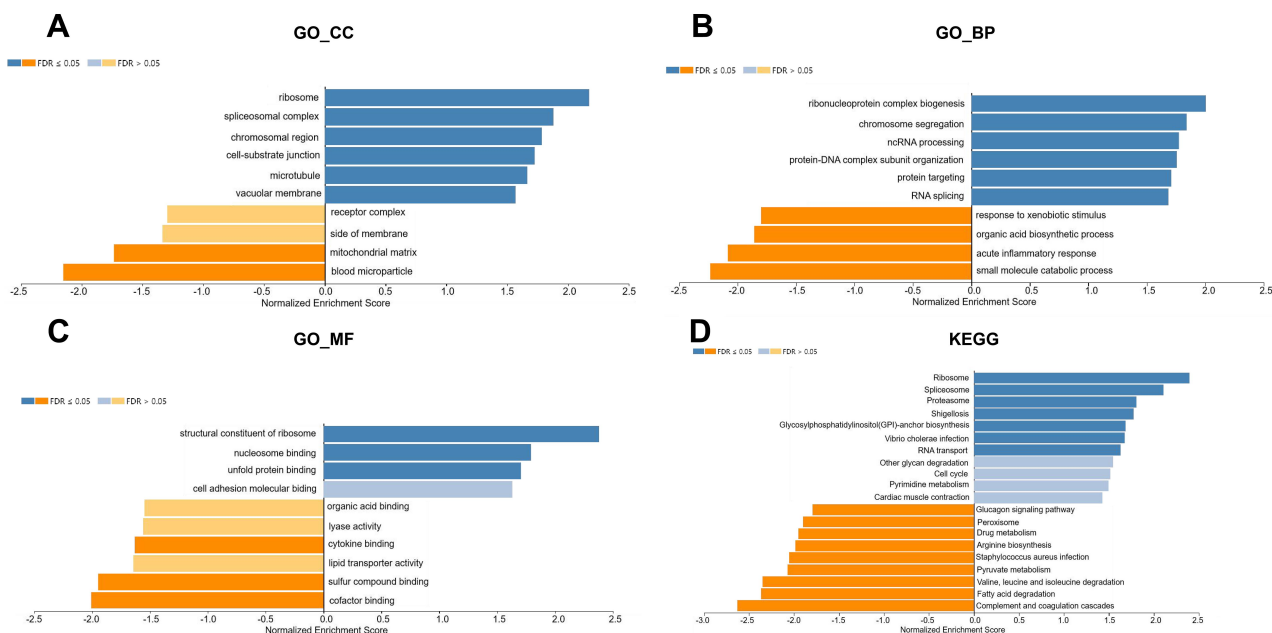 A
GO_CC
FDR ≤ 0.05 FDR > 0.05
ribosome
spliceosomal complex
chromosomal region
cell-substrate junction
microtubule
vacuolar membrane
receptor complex
side of membrane
mitochondrial matrix
blood microparticle
-2.5 -2.0 -1.5 -1.0 -0.5 0 0.5 1.0 1.5 2.0 2.5
Normalized Enrichment Score
B
GO_BP
FDR ≤ 0.05 FDR > 0.05
ribonucleoprotein complex biogenesis
chromosome segregation
ncRNA processing
protein-DNA complex subunit organization
protein targeting
RNA splicing
response to xenobiotic stimulus
organic acid biosynthetic process
acute inflammatory response
small molecule catabolic process
-2.5 -2.0 -1.5 -1.0 -0.5 0 0.5 1.0 1.5 2.0 2.5
Normalized Enrichment Score
C
GO_MF
FDR ≤ 0.05 FDR > 0.05
structural constituent of ribosome
nucleosome binding
unfold protein binding
cell adhesion molecular biding
organic acid binding
lyase activity
cytokine binding
lipid transporter activity
sulfur compound binding
cofactor binding
-2.5 -2.0 -1.5 -1.0 -0.5 0 0.5 1.0 1.5 2.0 2.5
Normalized Enrichment Score
D
KEGG
FDR ≤ 0.05 FDR > 0.05
Ribosome
Spliceosome
Proteasome
Shigellosis
Glycosylphosphatidylinositol(GPI)-anchor biosynthesis
Vibrio cholerae infection
RNA transport
Other glycan degradation
Cell cycle
Pyrimidine metabolism
Cardiac muscle contraction
Glucagon signaling pathway
Peroxisome
Drug metabolism
Arginine biosynthesis
Staphylococcus aureus infection
Pyruvate metabolism
Valine, leucine and isoleucine degradation
Fatty acid degradation
Complement and coagulation cascades
-3.0 -2.5 -2.0 -1.5 -1.0 -0.5 0.0 0.5 1.0 1.5 2.0 2.5
Normalized Enrichment Score